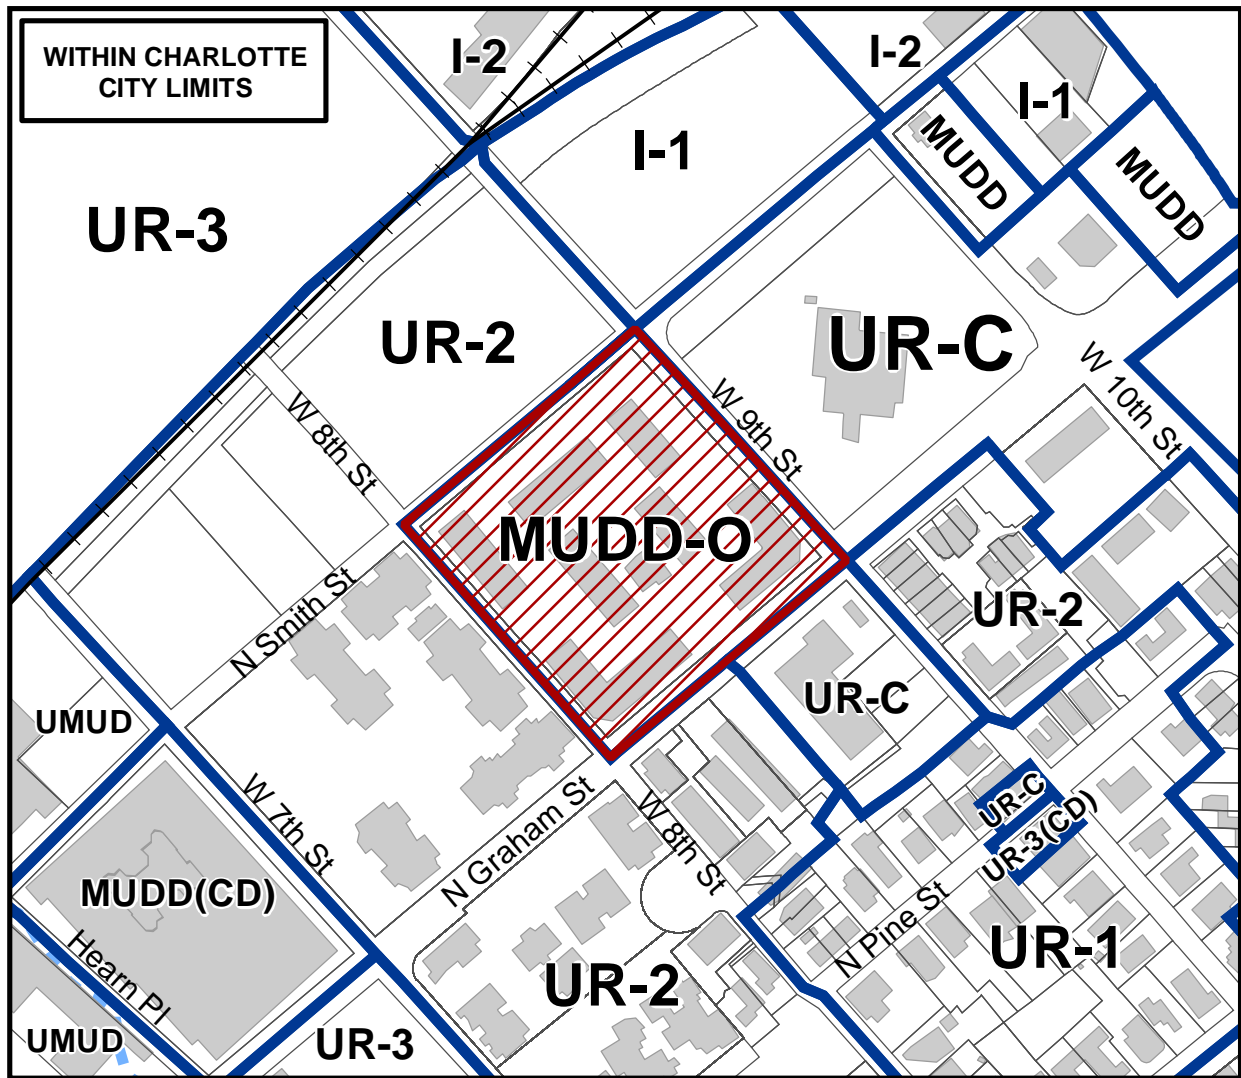 WITHIN CHARLOTTE
CITY LIMITS
I-2
I-2
I-1
I-1
MUDD
MUDD
UR-3
UR-2
UR-C
W 10th St
W 9th St
W 8th St
MUDD-O
N Smith St
UR-2
UR-C
UMUD
W 7th St
N Graham St
W 8th St
UR-C
UR-3(CD)
MUDD(CD)
N Pine St
UR-1
Hearn Pl
UR-2
UMUD
UR-3